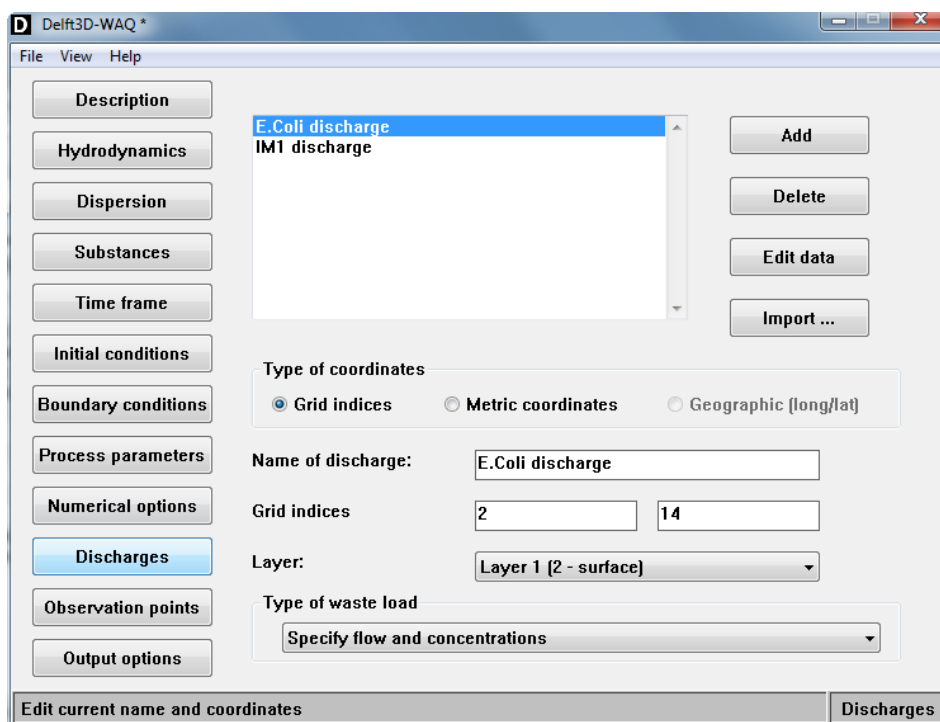 D Delft3D-WAQ *
File View Help
Description
Hydrodynamics
Dispersion
Substances
Time frame
Initial conditions
Boundary conditions
Process parameters
Numerical options
Discharges
Observation points
Output options
E.Coli discharge
IM1 discharge
Add
Delete
Edit data
Import ...
Type of coordinates
Grid indices Metric coordinates Geographic (long/lat)
Name of discharge: E.Coli discharge
Grid indices 2 14
Layer: Layer 1 (2 - surface)
Type of waste load
Specify flow and concentrations
Edit current name and coordinates Discharges